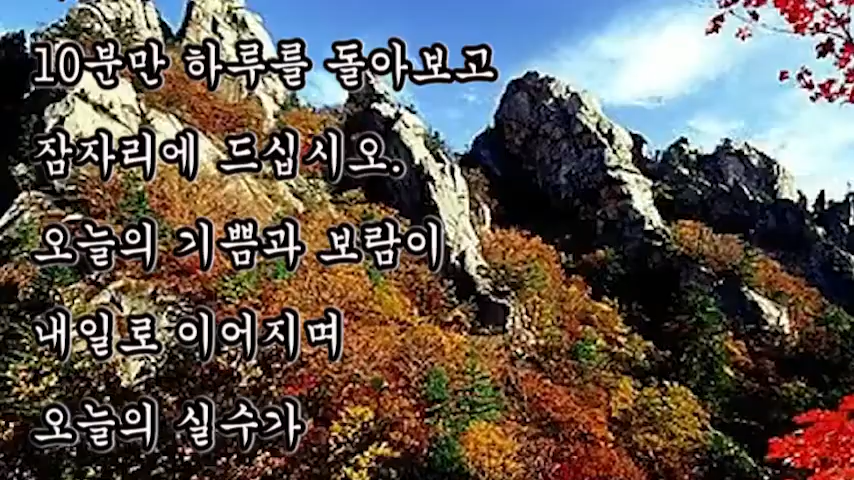 10분만 하루를 돌아보고
잠자리에 드십시오.
오늘의 기쁨과 보람이
내일로 이어지며
오늘의 실수가